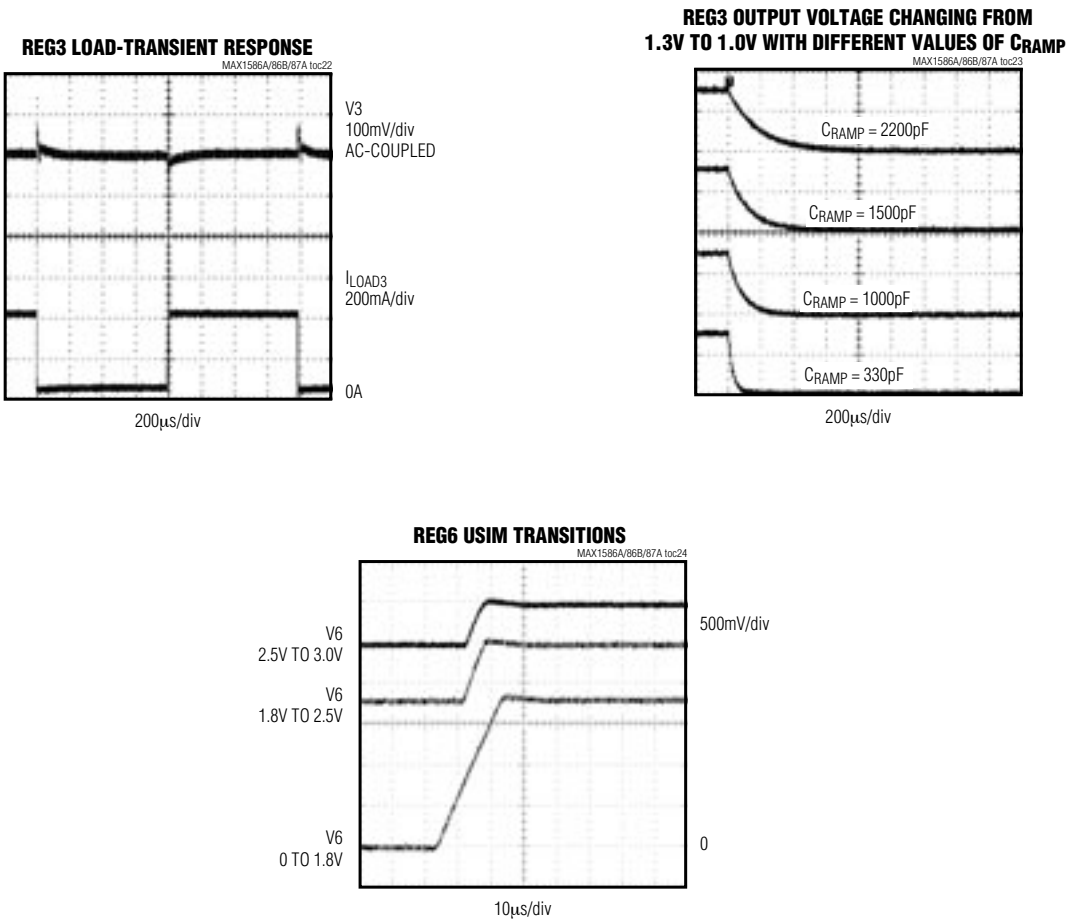 REG3 LOAD-TRANSIENT RESPONSE
MAX1586A/86B/87A toc22
V3
100mV/div
AC-COUPLED
ILOAD3
200mA/div
0A
200μs/div
REG3 OUTPUT VOLTAGE CHANGING FROM
1.3V TO 1.0V WITH DIFFERENT VALUES OF CRAMP
MAX1586A/86B/87A toc23
CRAMP = 2200pF
CRAMP = 1500pF
CRAMP = 1000pF
CRAMP = 330pF
200μs/div
REG6 USIM TRANSITIONS
MAX1586A/86B/87A toc24
V6
2.5V TO 3.0V
V6
1.8V TO 2.5V
V6
0 TO 1.8V
500mV/div
0
10μs/div